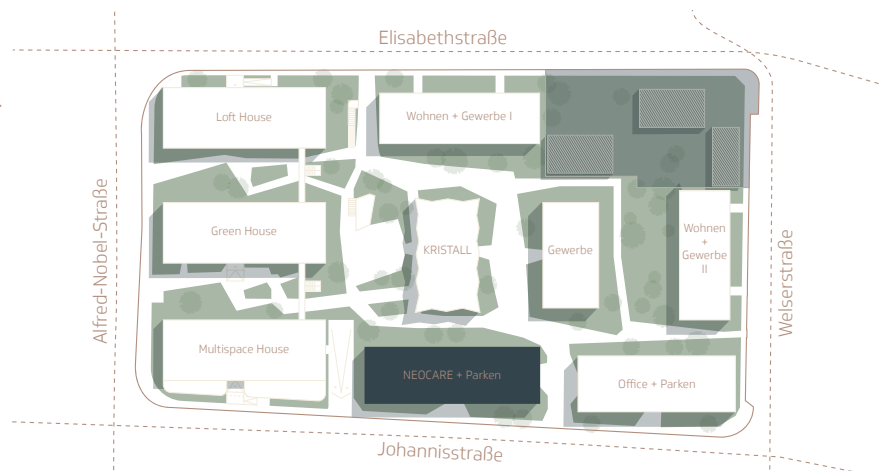 Elisabethstraße
Loft House
Wohnen + Gewerbe I
Alfred-Nobel-Straße
Green House
KRISTALL
Gewerbe
Wohnen
+
Gewerbe
II
Welserstraße
Multispace House
NEOCARE + Parken
Office + Parken
Johannisstraße